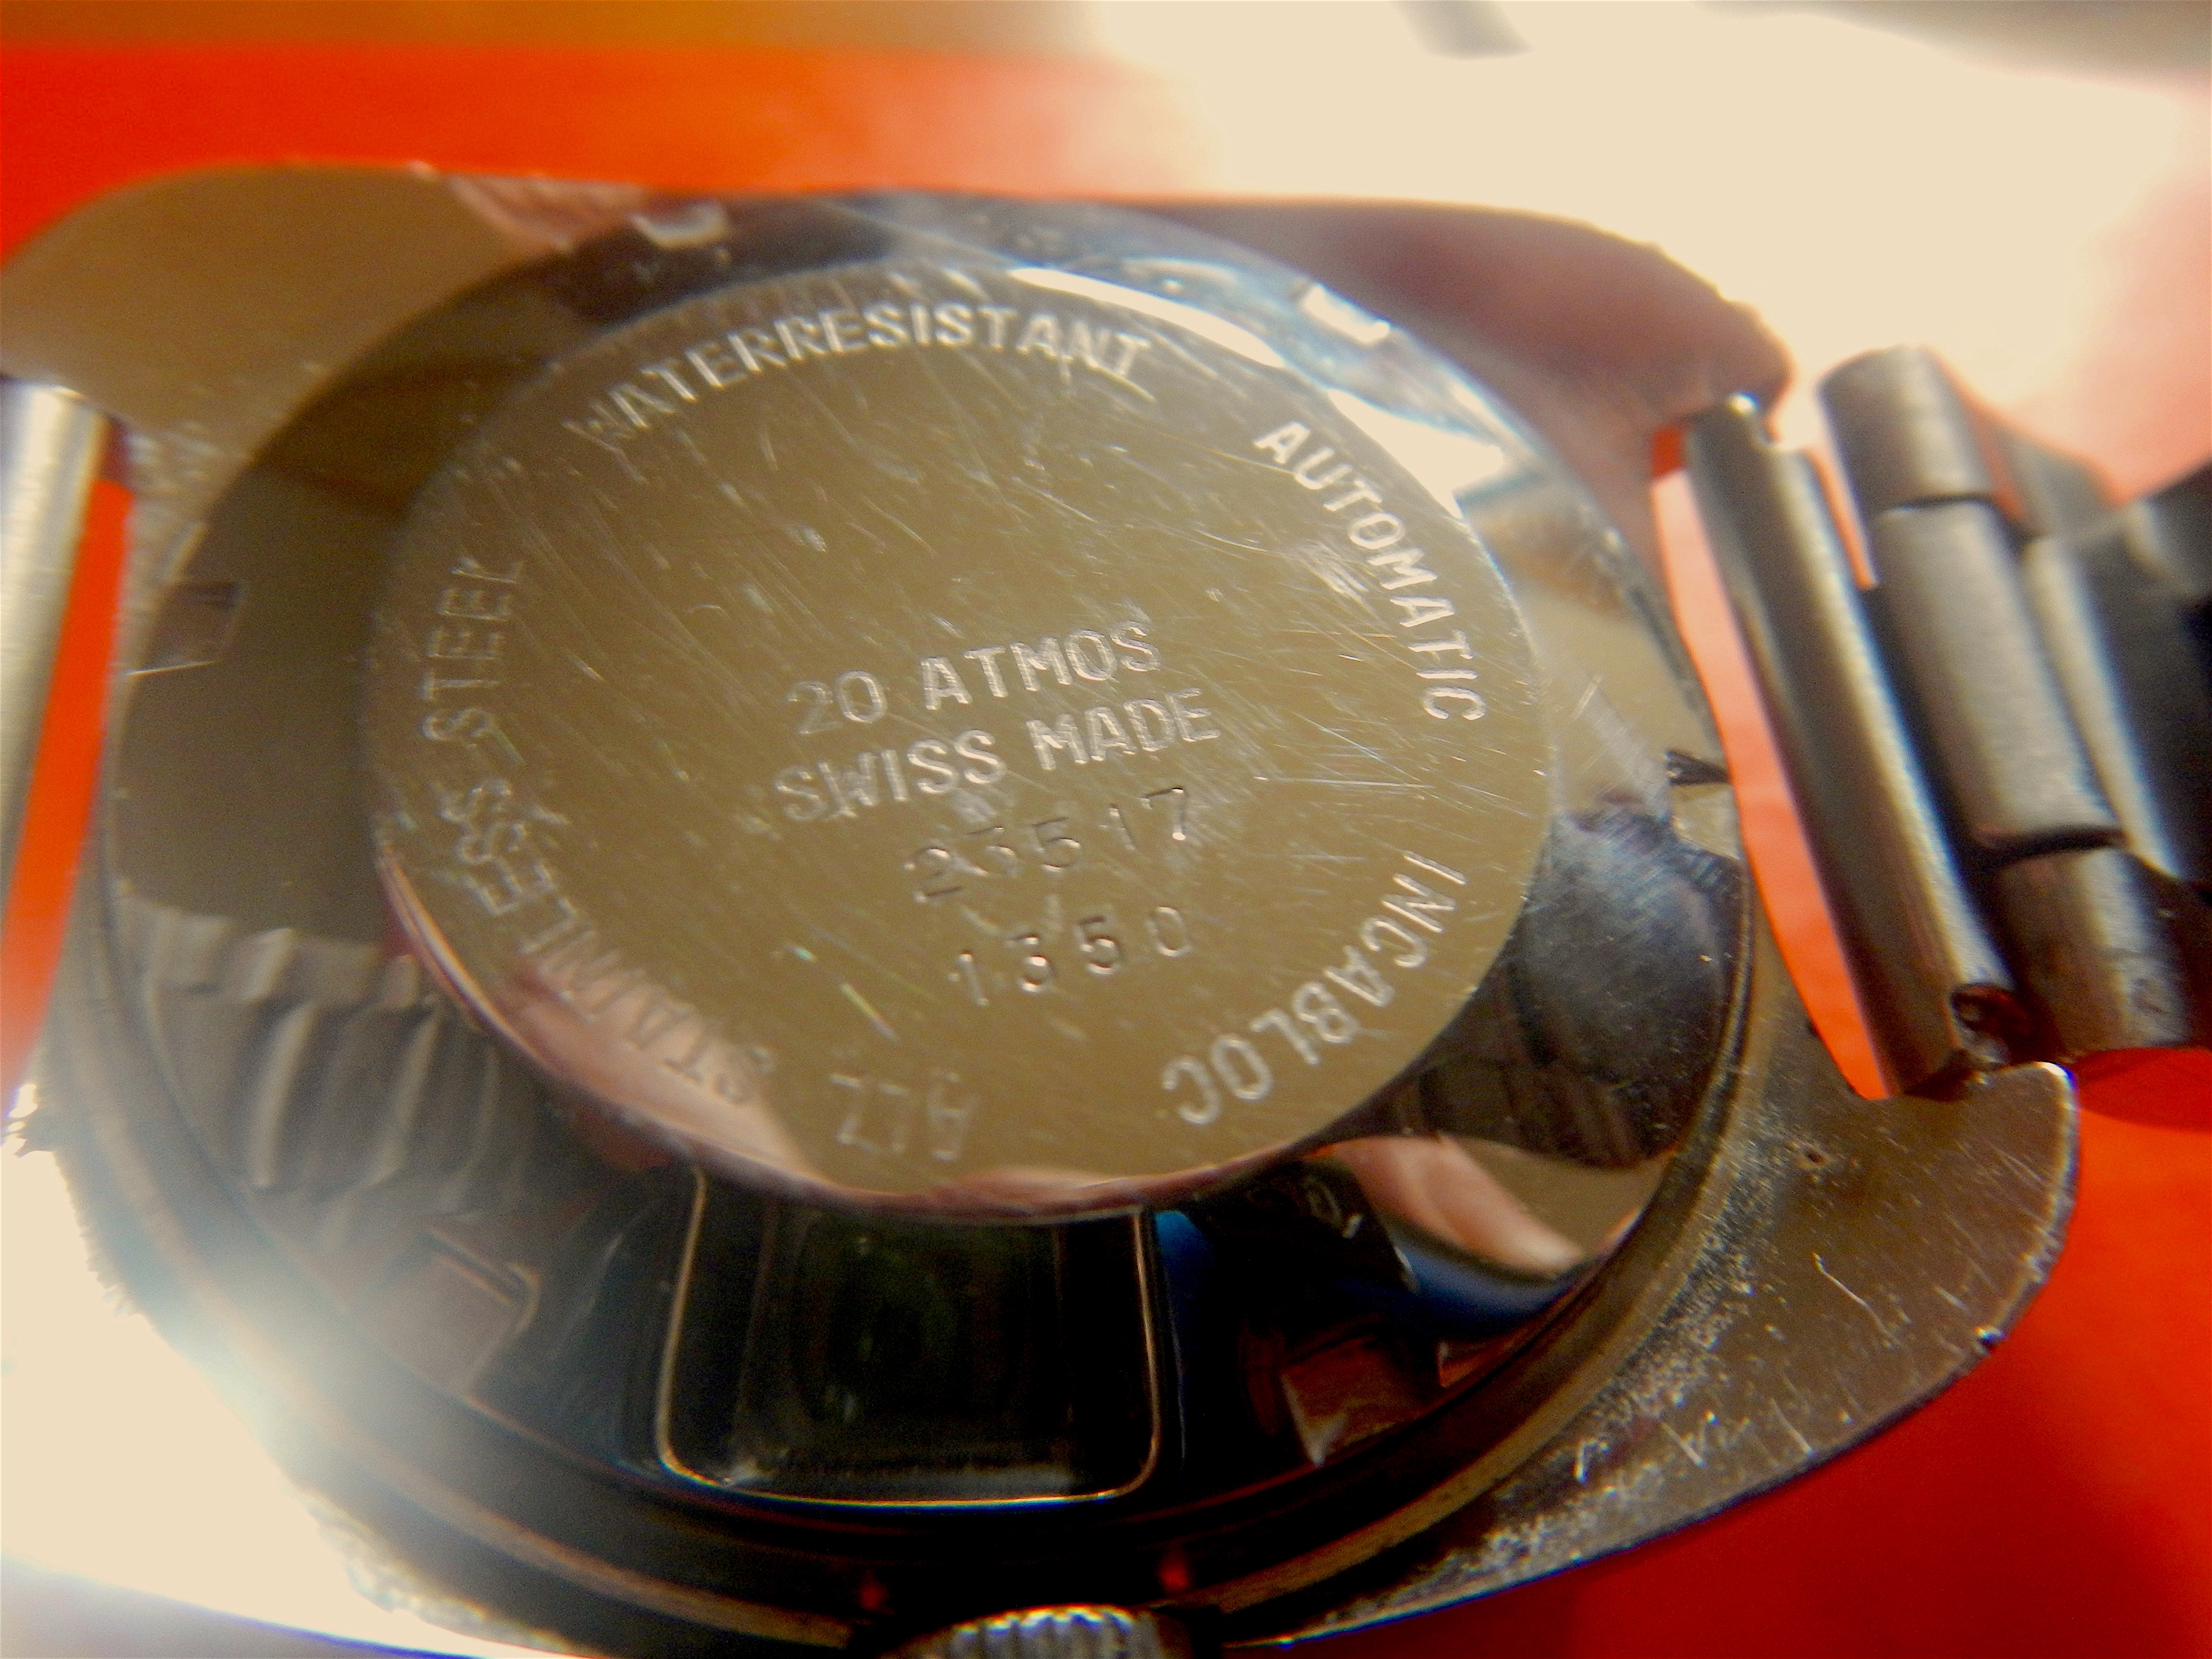 WATERRESISTANT
AUTOMATIC
INCABLOC
ALL
STAINLESS STEEL
20 ATMOS
SWISS MADE
23517
1350